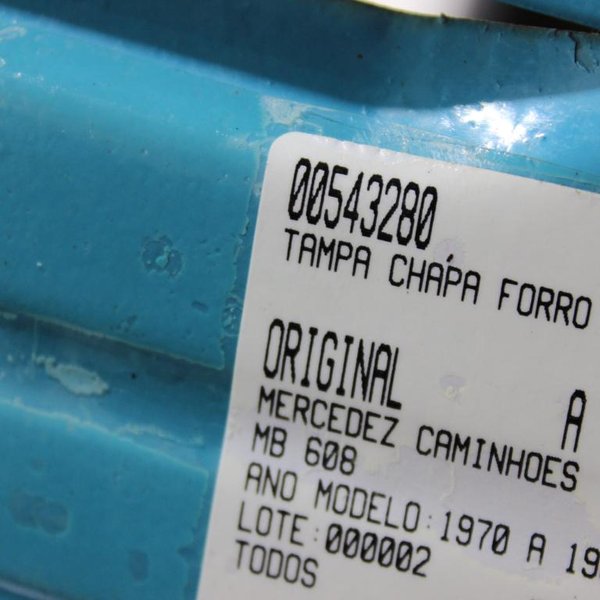 00543280
TAMPA CHAPA FORRO
ORIGINAL A
MERCEDEZ CAMINHOES
MB 608
ANO MODELO:1970 A 19
LOTE:000002
TODOS